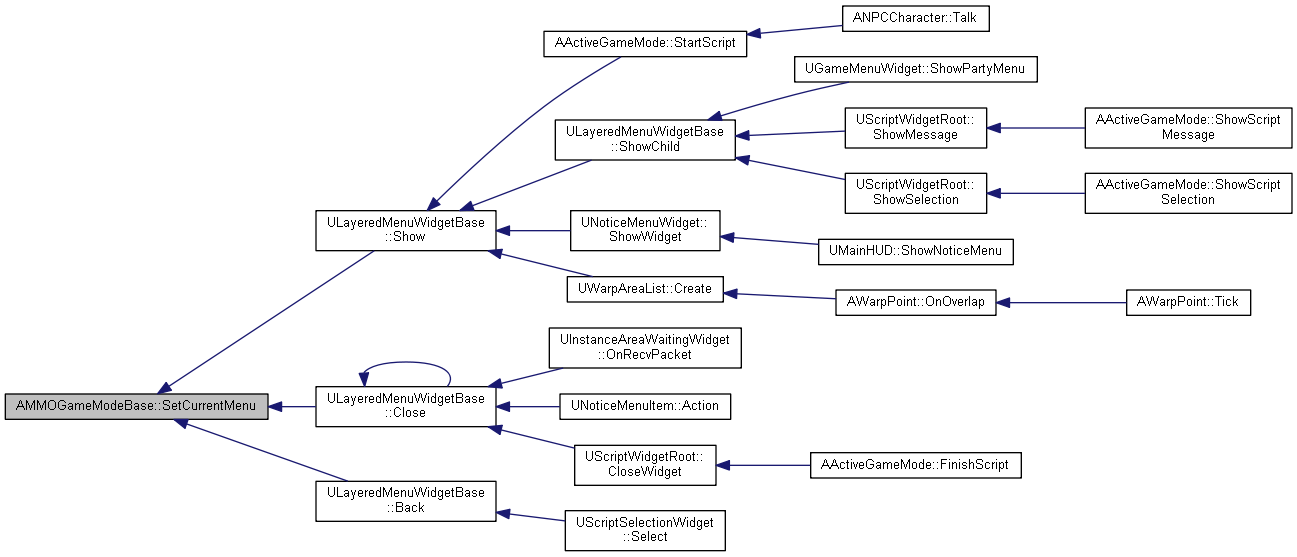 ANPCCharacter::Talk
AActiveGameMode::StartScript
UGameMenuWidget::ShowPartyMenu
UScriptWidgetRoot::
ShowMessage
AActiveGameMode::ShowScript
Message
ULayeredMenuWidgetBase
::ShowChild
UScriptWidgetRoot::
ShowSelection
AActiveGameMode::ShowScript
Selection
ULayeredMenuWidgetBase
::Show
UNoticeMenuWidget::
ShowWidget
UMainHUD::ShowNoticeMenu
UWarpAreaList::Create
AWarpPoint::OnOverlap
AWarpPoint::Tick
UInstanceAreaWaitingWidget
::OnRecvPacket
AMMOGameModeBase::SetCurrentMenu
ULayeredMenuWidgetBase
::Close
UNoticeMenuItem::Action
UScriptWidgetRoot::
CloseWidget
AActiveGameMode::FinishScript
ULayeredMenuWidgetBase
::Back
UScriptSelectionWidget
::Select